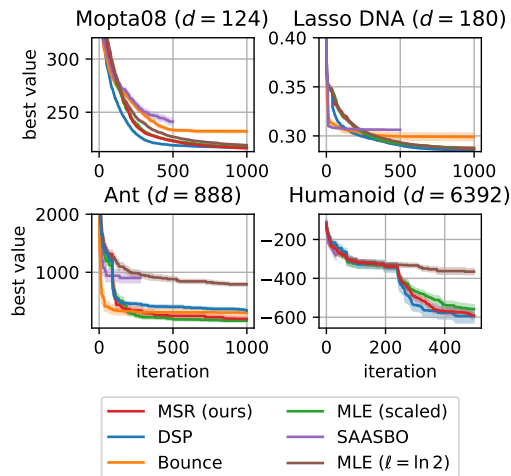 Mopta08 (d = 124)
Lasso DNA (d = 180)
best value
300
250
0
500
1000
0.40
0.35
0.30
0
500
1000
Ant (d = 888)
Humanoid (d = 6392)
best value
2000
1000
0
500
1000
iteration
−200
−400
−600
0
200
400
iteration
MSR (ours)
DSP
Bounce
MLE (scaled)
SAASBO
MLE (ℓ = ln 2)